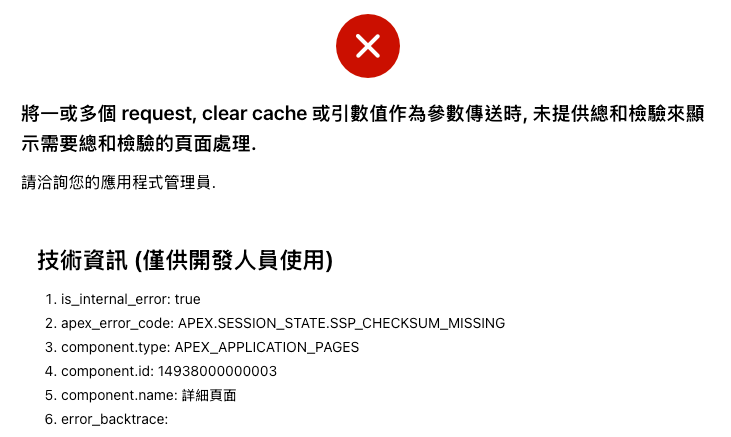 將一或多個 request, clear cache 或引數值作為參數傳送時, 未提供總和檢驗來顯
示需要總和檢驗的頁面處理.
請洽詢您的應用程式管理員.
技術資訊 (僅供開發人員使用)
1. is_internal_error: true
2. apex_error_code: APEX.SESSION_STATE.SSP_CHECKSUM_MISSING
3. component.type: APEX_APPLICATION_PAGES
4. component.id: 14938000000003
5. component.name: 詳細頁面
6. error_backtrace: